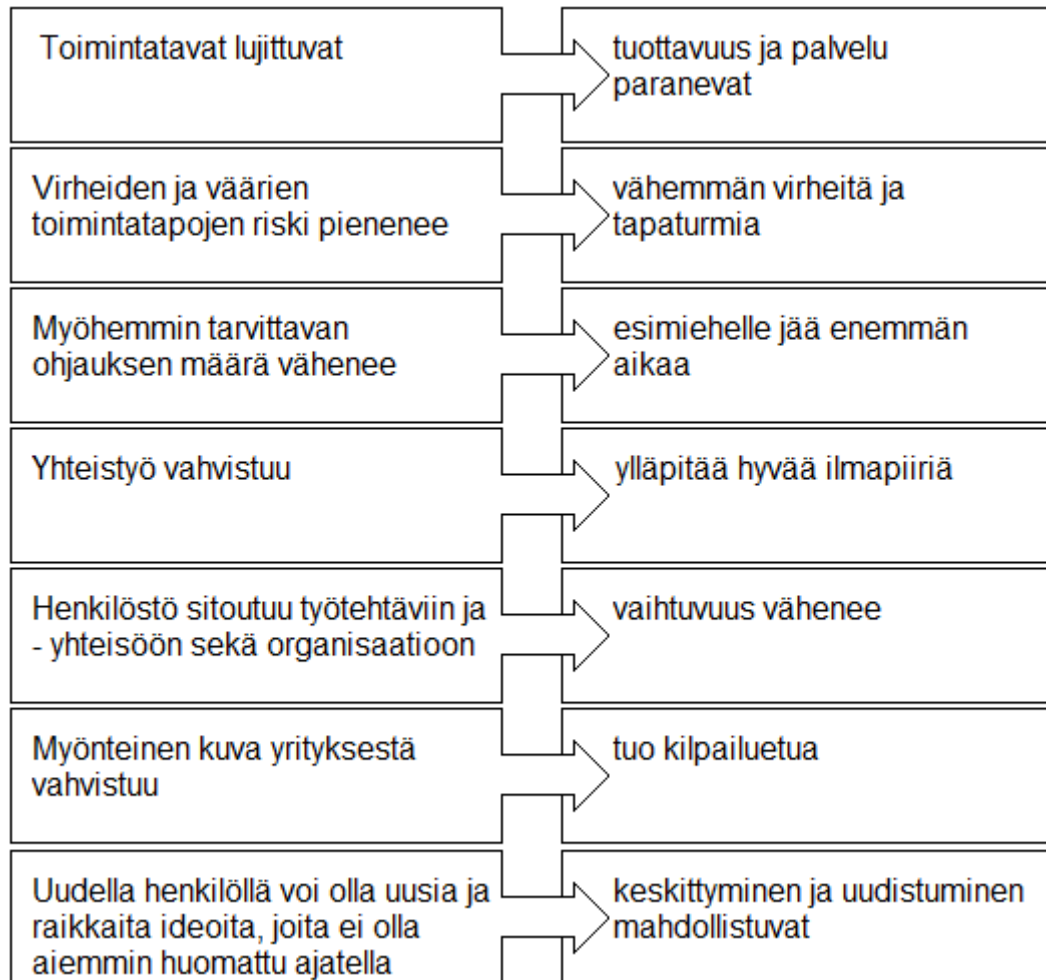 Toimintatavat lujittuvat
tuottavuus ja palvelu
paranevat
Virheiden ja väärien
toimintatapojen riski pienenee
vähemmän virheitä ja
tapaturmia
Myöhemmin tarvittavan
ohjauksen määrä vähenee
esimiehelle jää enemmän
aikaa
Yhteistyö vahvistuu
ylläpitää hyvää ilmapiiriä
Henkilöstö sitoutuu työtehtäviin ja
- yhteisöön sekä organisaatioon
vaihtuvuus vähenee
Myönteinen kuva yrityksestä
vahvistuu
tuo kilpailuetua
Uudella henkilöllä voi olla uusia ja
raikkaita ideoita, joita ei olla
aiemmin huomattu ajatella
keskittyminen ja uudistuminen
mahdollistuvat